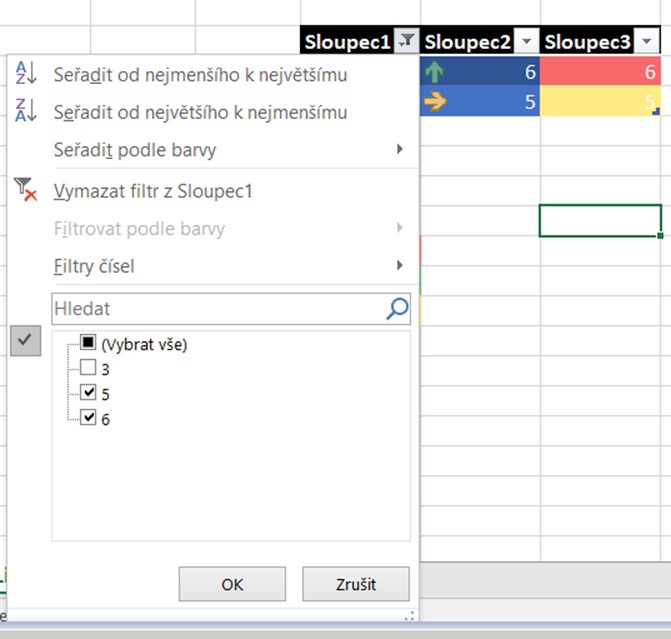 Sloupec1 Sloupec2 Sloupec3
6 6
5 5
Seřadit od nejmenšího k největšímu
Seřadit od největšího k nejmenšímu
Seřadit podle barvy
Vymazat filtr z Sloupec1
Filtrovat podle barvy
Filtry čísel
Hledat
(Vybrat vše)
3
5
6
OK Zrušit